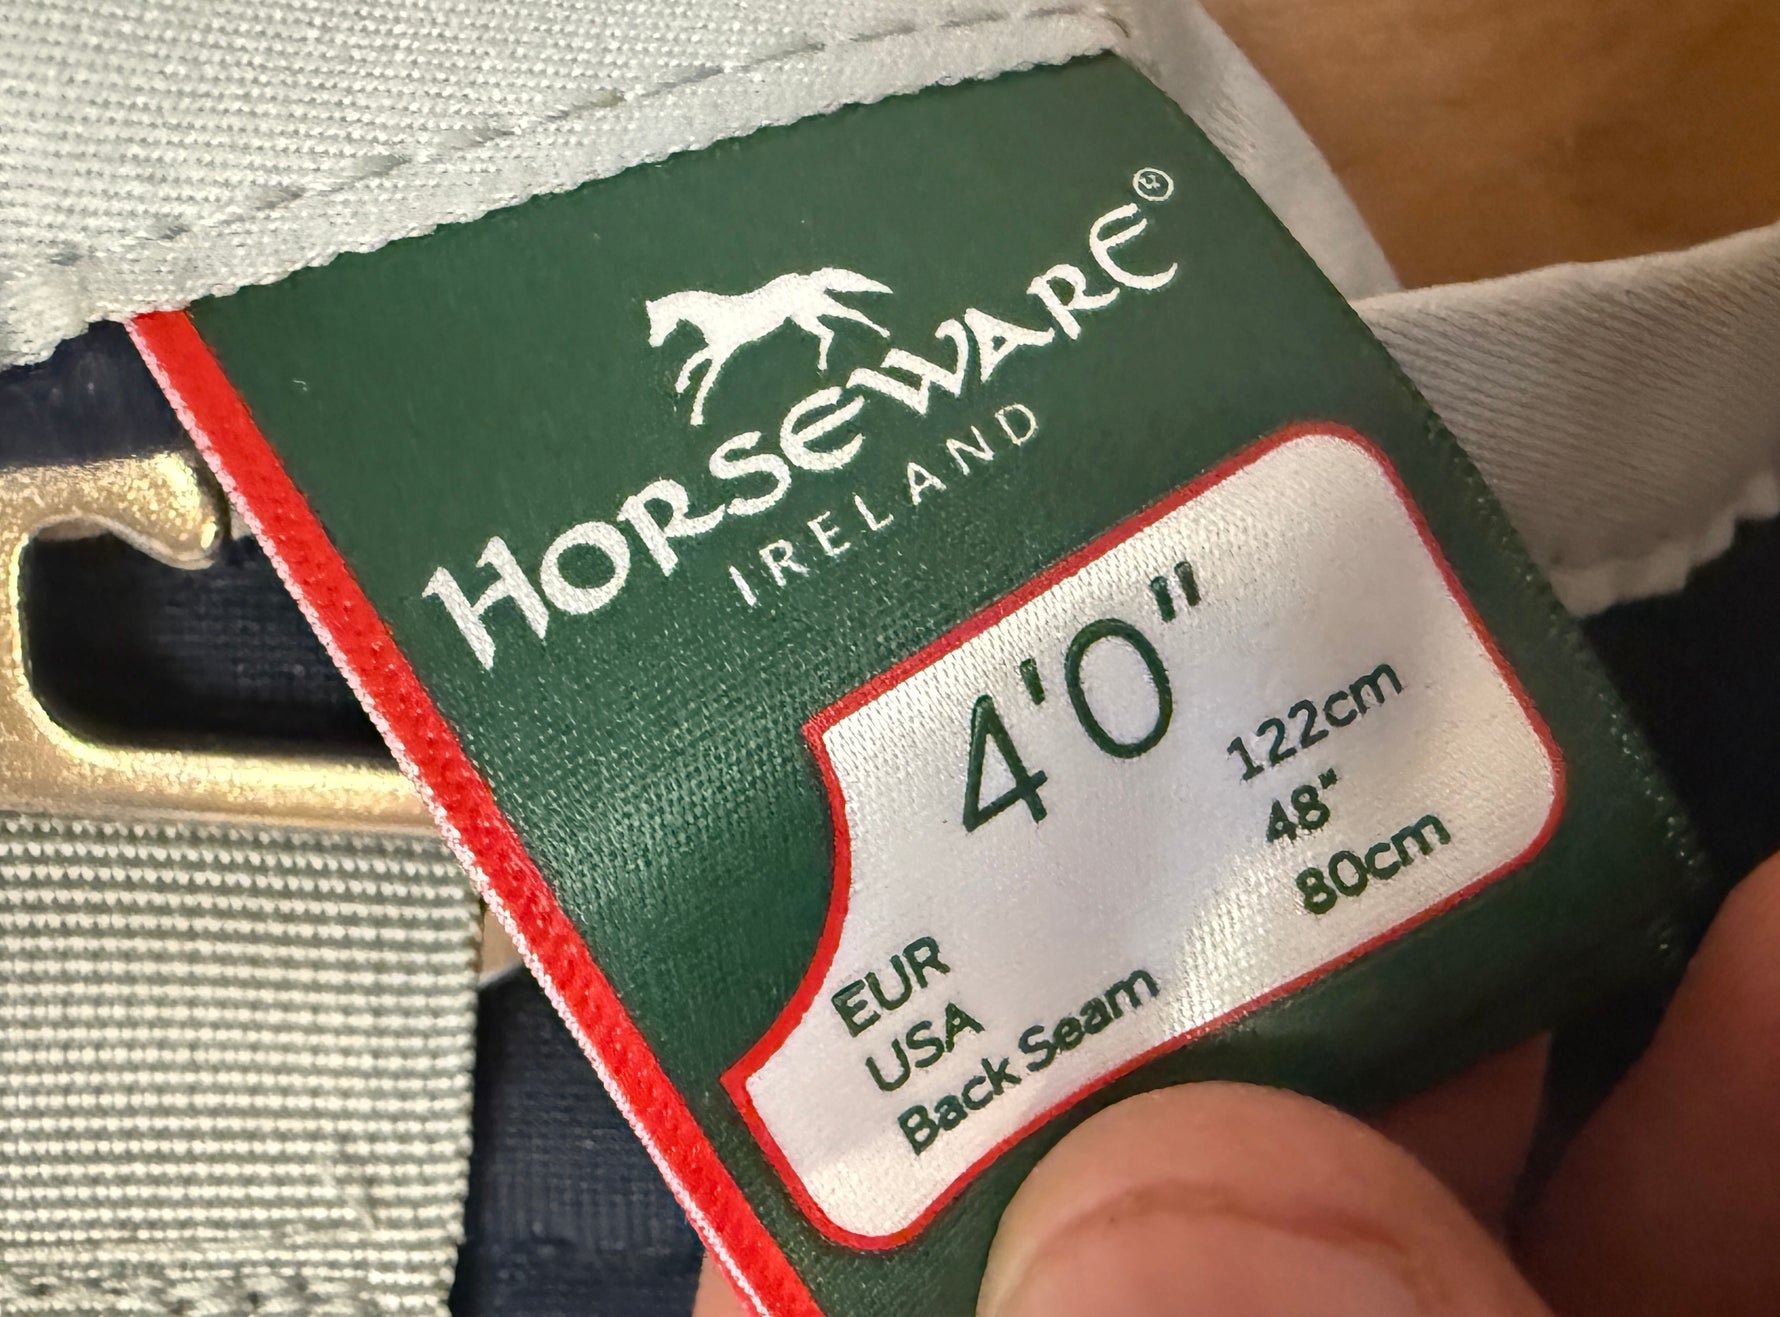 HORSEWARE®
IRELAND
4'0"
EUR 122cm
USA 48"
Back Seam 80cm